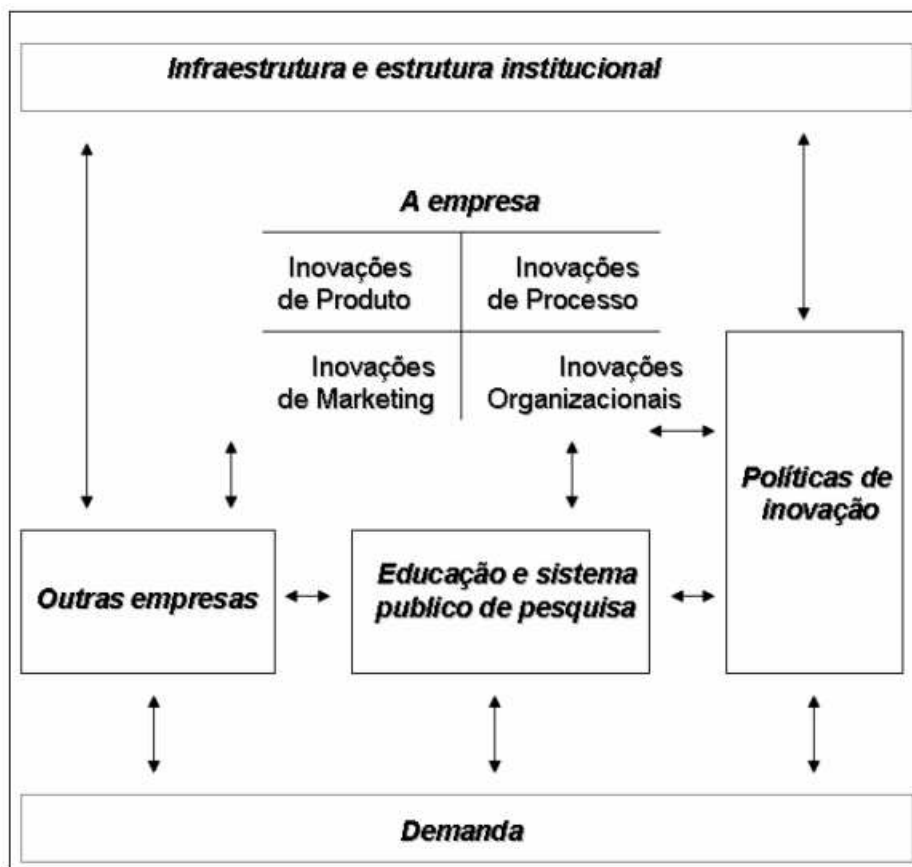 Infraestrutura e estrutura institucional
A empresa
Inovações
de Produto
Inovações
de Processo
Inovações
de Marketing
Inovações
Organizacionais
Políticas de
inovação
Outras empresas
Educação e sistema
publico de pesquisa
Demanda